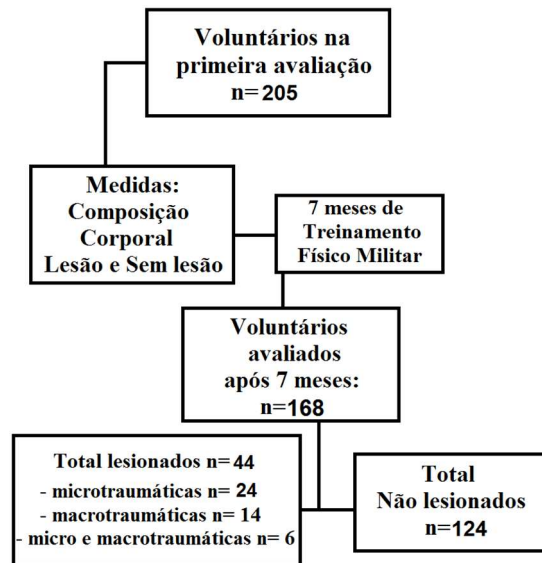 Voluntários na
primeira avaliação
n= 205
Medidas:
Composição
Corporal
Lesão e Sem lesão
7 meses de
Treinamento
Físico Militar
Voluntários
avaliados
após 7 meses:
n=168
Total lesionados n= 44
- microtraumáticas = 24
- macrotraumáticas = 14
- micro e macrotraumáticas n= 6
Total
Não lesionados
n=124